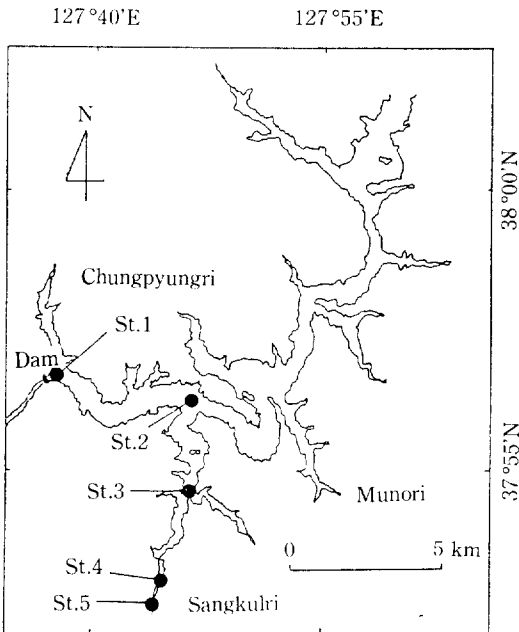 127°40'E 127°55'E
N
38°00'N
Chungpyungri
St.1
Dam
St.2
37°55'N
St.3
Munori
0 5 km
St.4
St.5 Sangkulri